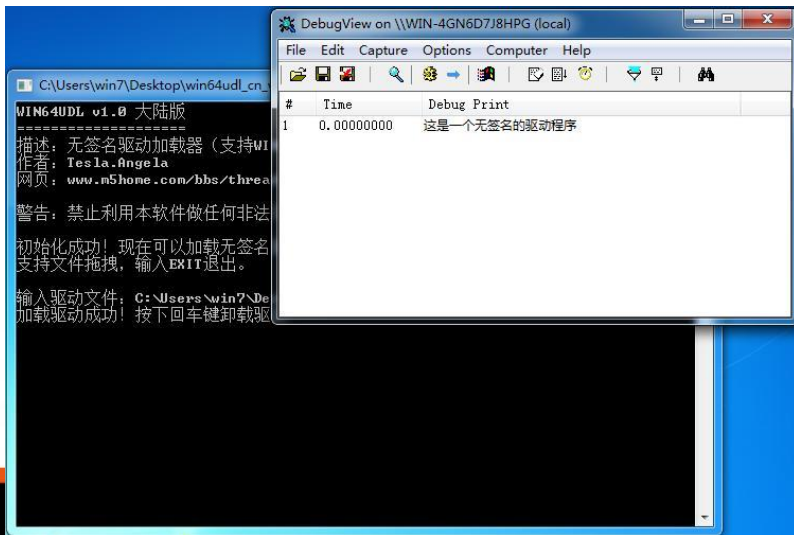 DebugView on \\WIN-4GN6D7J8HPG (local)
File Edit Capture Options Computer Help
# Time Debug Print
1 0.00000000 这是一个无签名的驱动程序
C:\Users\win7\Desktop\win64udl_cn_
WIN64UDL v1.0 大陆版
====================
描述：无签名驱动加载器（支持WI
作者：Tesla.Angela
网页：www.m5home.com/bbs/threa
警告：禁止利用本软件做任何非法
初始化成功！现在可以加载无签名
支持文件拖拽，输入EXIT退出。
输入驱动文件：C:\Users\win7\De
加载驱动成功！按下回车键卸载驱